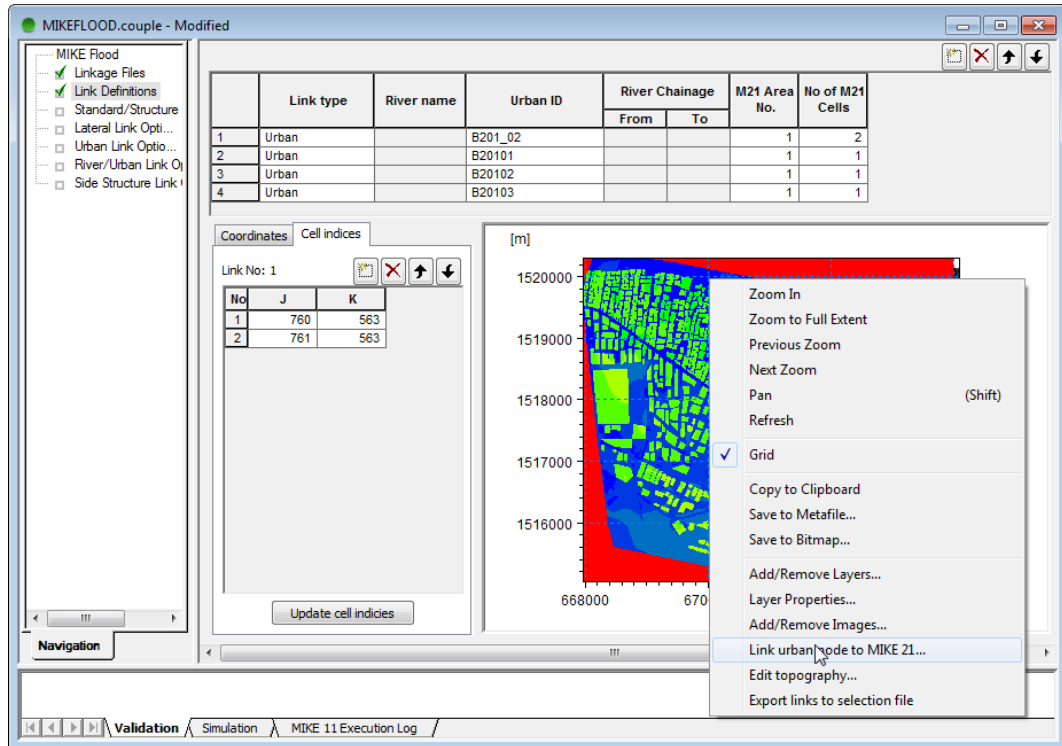 MIKEFLOOD.couple - Modified
MIKE Flood
Linkage Files
Link Definitions
Standard/Structure
Lateral Link Opti...
Urban Link Optio...
River/Urban Link O
Side Structure Link
Link type River name Urban ID River Chainage M21 Area No. No of M21 Cells
From To
1 Urban B201_02 1 2
2 Urban B20101 1 1
3 Urban B20102 1 1
4 Urban B20103 1 1
Coordinates Cell indices
Link No: 1
No J K
1 760 563
2 761 563
Update cell indicies
[m]
1520000
1519000
1518000
1517000
1516000
668000 670
Zoom In
Zoom to Full Extent
Previous Zoom
Next Zoom
Pan (Shift)
Refresh
Grid
Copy to Clipboard
Save to Metafile...
Save to Bitmap...
Add/Remove Layers...
Layer Properties...
Add/Remove Images...
Link urban node to MIKE 21...
Edit topography...
Export links to selection file
Navigation
Validation Simulation MIKE 11 Execution Log